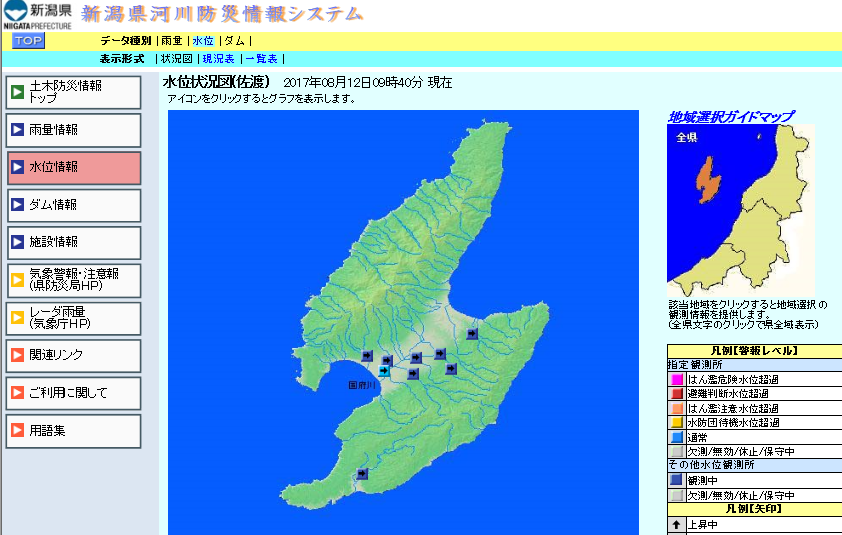 新潟県
NIIGATA PREFECTURE
新潟県河川防災情報システム
TOP
データ種別 | 雨量 | 水位 | ダム |
表示形式 | 状況図 | 現況表 | 一覧表 |
土木防災情報
トップ
雨量情報
水位情報
ダム情報
施設情報
気象警報・注意報
(県防災局HP)
レーダ雨量
(気象庁HP)
関連リンク
ご利用に関して
用語集
水位状況図(佐渡) 2017年08月12日09時40分 現在
アイコンをクリックするとグラフを表示します。
国府川
地域選択ガイドマップ
全県
該当地域をクリックすると地域選択の
観測情報を提供します。
(全県文字のクリックで県全域表示)
凡例【警報レベル】
指定観測所
はん濫危険水位超過
避難判断水位超過
はん濫注意水位超過
水防団待機水位超過
通常
欠測/無効/休止/保守中
その他水位観測所
観測中
欠測/無効/休止/保守中
凡例【矢印】
上昇中